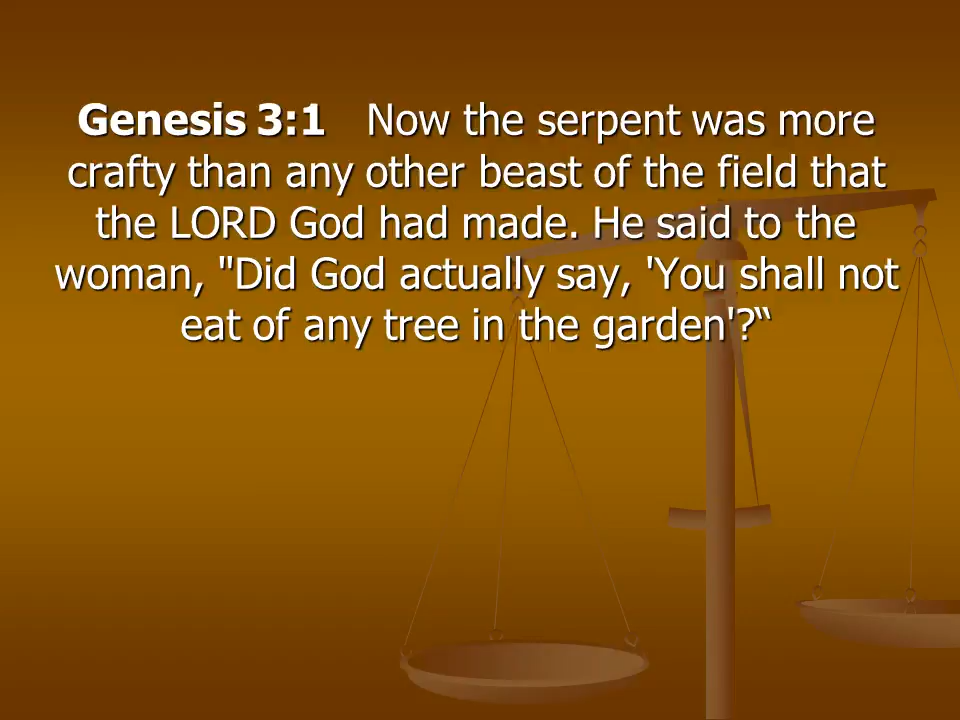 Genesis 3:1 Now the serpent was more
crafty than any other beast of the field that
the LORD God had made. He said to the
woman, "Did God actually say, 'You shall not
eat of any tree in the garden'?“